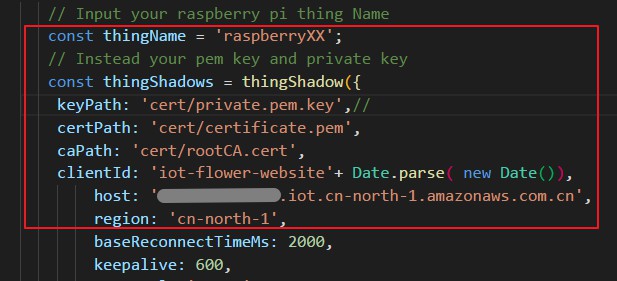 // Input your raspberry pi thing Name
const thingName = 'raspberryXX';
// Instead your pem key and private key
const thingShadows = thingShadow({
keyPath: 'cert/private.pem.key',//
certPath: 'cert/certificate.pem',
caPath: 'cert/rootCA.cert',
clientId: 'iot-flower-website'+ Date.parse( new Date()),
host: '.iot.cn-north-1.amazonaws.com.cn',
region: 'cn-north-1',
baseReconnectTimeMs: 2000,
keepalive: 600,